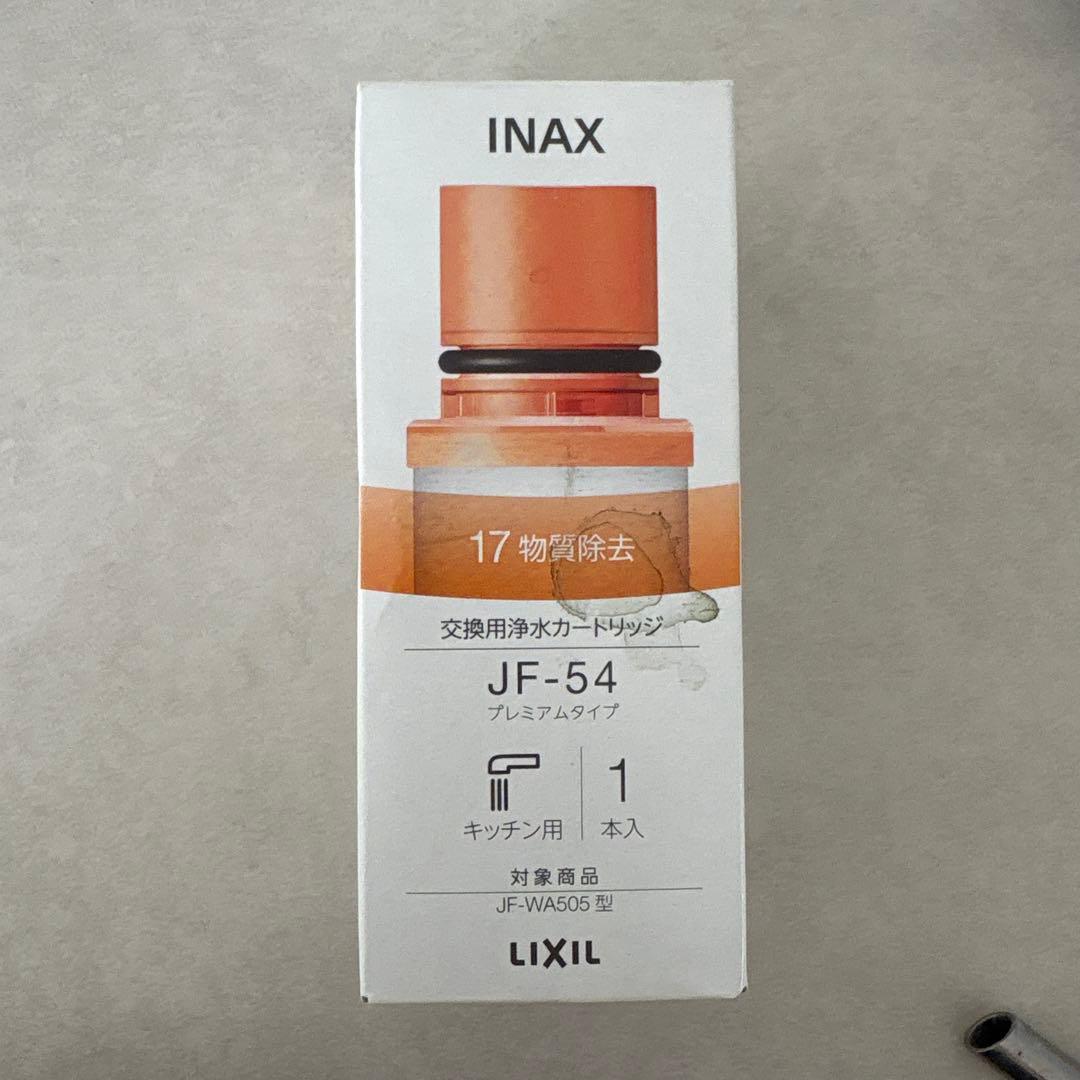 INAX
17 物質除去
交換用浄水カートリッジ
JF-54
プレミアムタイプ
キッチン用
1
本入
対象商品
JF-WA505 型
LIXIL